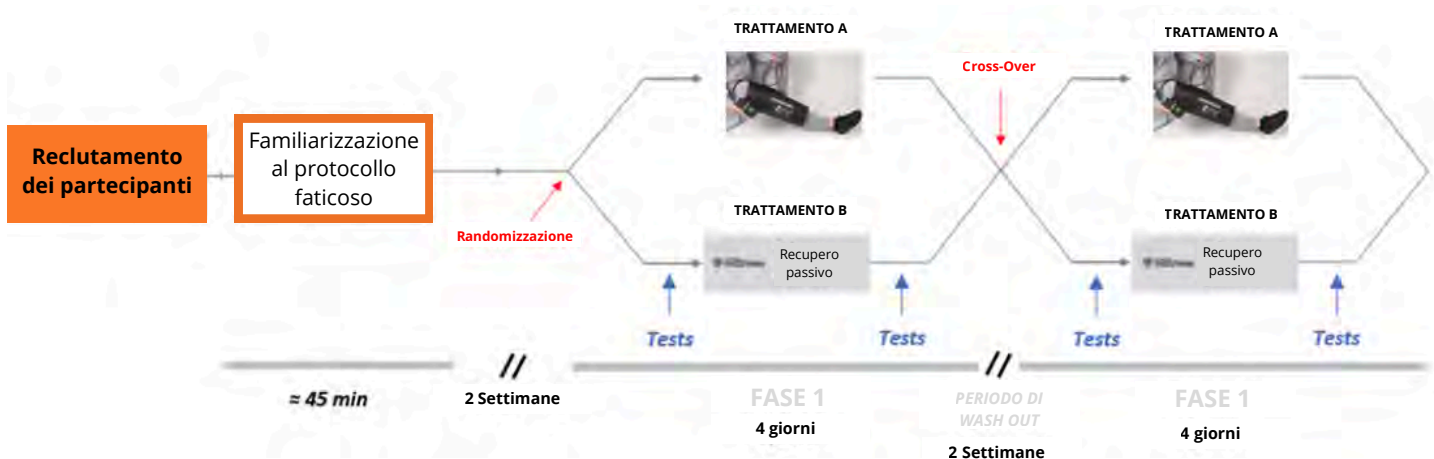 TRATTAMENTO A
TRATTAMENTO A
Cross-Over
Reclutamento
dei partecipanti
Familiarizzazione
al protocollo
faticoso
Randomizzazione
TRATTAMENTO B
Recupero
passivo
TRATTAMENTO B
Recupero
passivo
Tests
Tests
Tests
Tests
≈ 45 min
//
2 Settimane
FASE 1
4 giorni
//
PERIODO DI
WASH OUT
2 Settimane
FASE 1
4 giorni